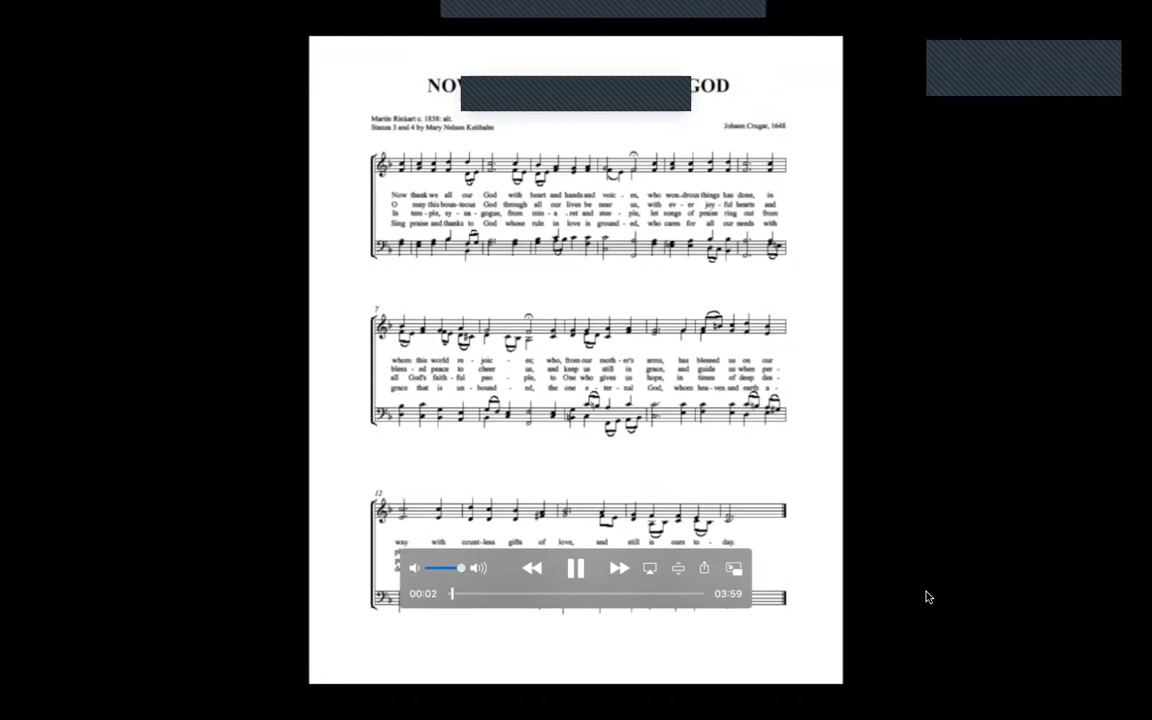 NOW GOD
Martin Rinkart c. 1858: alt.
Stanza 3 and 4 by Mary Nelson Keithahn
Johann Cruger, 1648
Now thank we all our God with heart and hands and voic - es, who won-drous things has done, in
O may this boun-teous God through all our lives be near us, with ev - er joy - ful hearts and
In tem - ple, sy - na - gogue, from min - a - ret and stee - ple, let songs of praise ring out from
Sing praise and thanks to God whose rule in love is ground - ed, who cares for all our needs with
7
whom this world re - joic - es; who, from our moth - er's arms, has blessed us on our
bless - ed peace to cheer us, and keep us still in grace, and guide us when per -
all God's faith - ful peo - ple, to One who gives us hope, in times of deep des -
grace that is un - bound - ed, the one e - ter - nal God, whom hea - ven and earth a -
12
way with count-less gifts of love, and still is ours to - day.
00:02
03:59